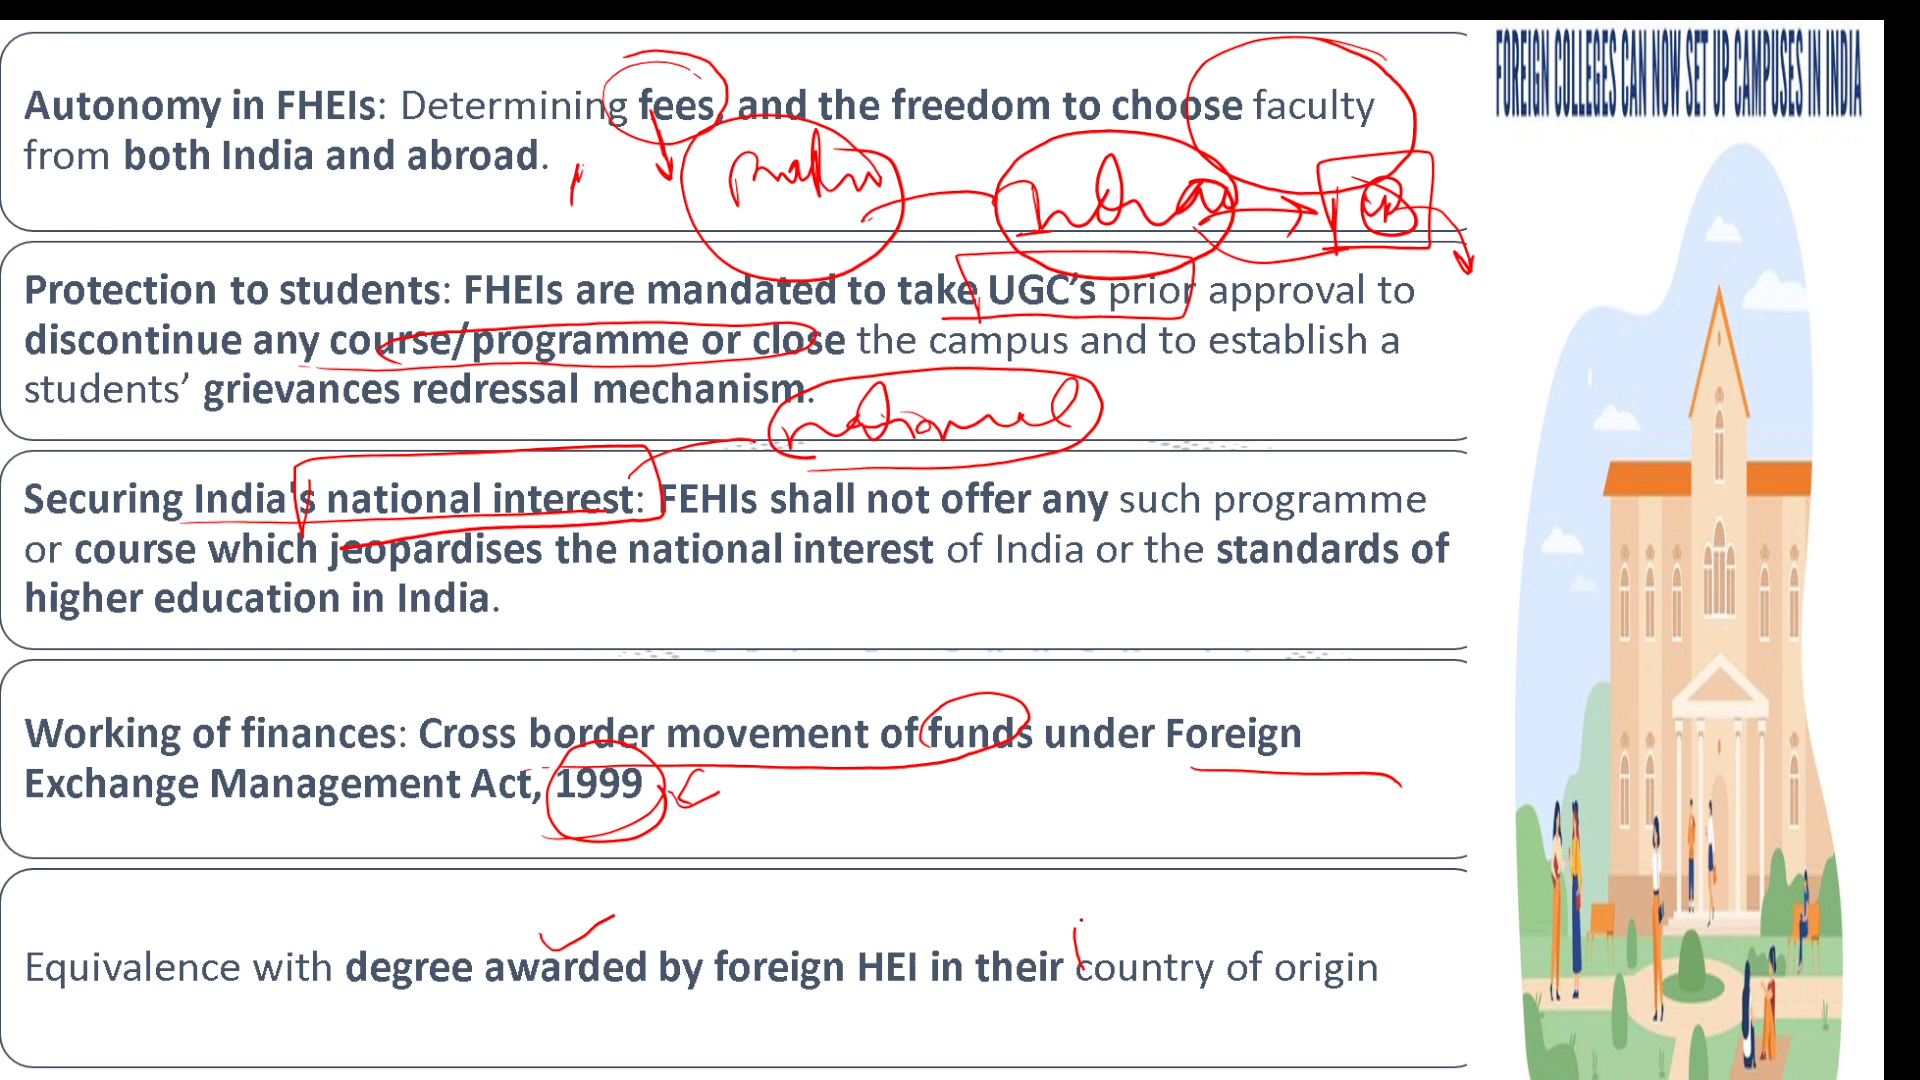 FOREIGN COLLEGES CAN NOW SET UP CAMPUSES IN INDIA
Autonomy in FHEIs: Determining fees, and the freedom to choose faculty
from both India and abroad.
Protection to students: FHEIs are mandated to take UGC’s prior approval to
discontinue any course/programme or close the campus and to establish a
students’ grievances redressal mechanism.
national
Securing India's national interest: FEHIs shall not offer any such programme
or course which jeopardises the national interest of India or the standards of
higher education in India.
Working of finances: Cross border movement of funds under Foreign
Exchange Management Act, 1999
Equivalence with degree awarded by foreign HEI in their country of origin